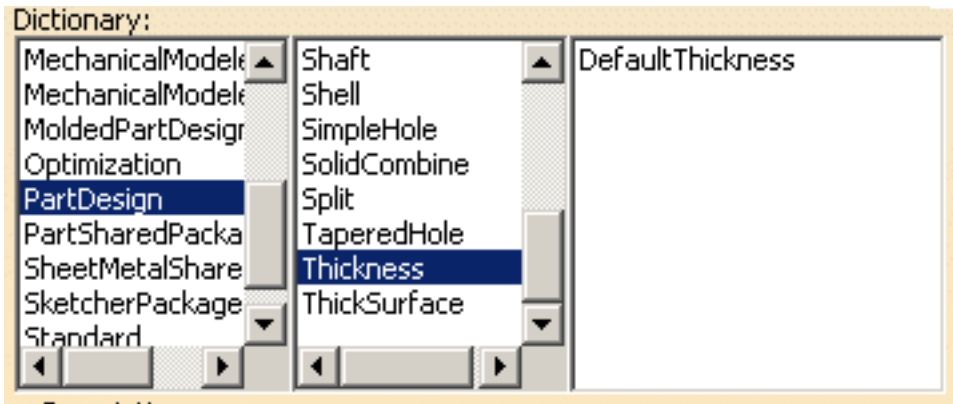 Dictionary:
MechanicalModele
MechanicalModele
MoldedPartDesign
Optimization
PartDesign
PartSharedPacka
SheetMetalShare
SketcherPackage
Standard
Shaft
Shell
SimpleHole
SolidCombine
Split
TaperedHole
Thickness
ThickSurface
DefaultThickness